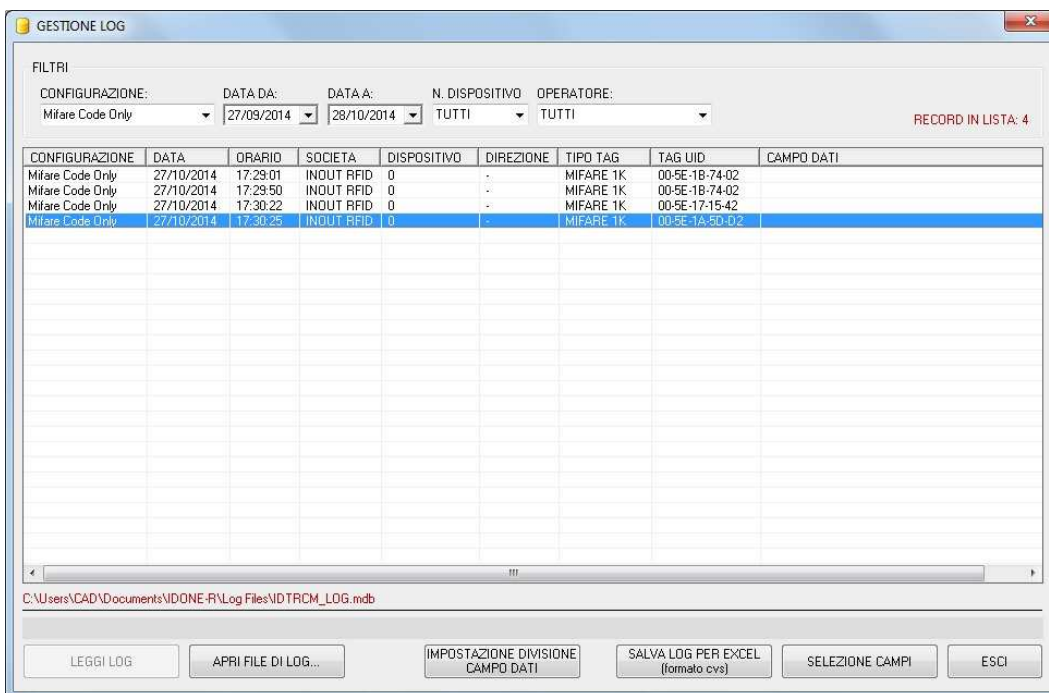 GESTIONE LOG
FILTRI
CONFIGURAZIONE: DATA DA: DATA A: N. DISPOSITIVO OPERATORE:
Mifare Code Only 27/09/2014 28/10/2014 TUTTI TUTTI
RECORD IN LISTA: 4
CONFIGURAZIONE DATA ORARIO SOCIETA DISPOSITIVO DIREZIONE TIPO TAG TAG UID CAMPO DATI
Mifare Code Only 27/10/2014 17:29:01 INOUT RFID 0 - MIFARE 1K 00-5E-1B-74-02
Mifare Code Only 27/10/2014 17:29:50 INOUT RFID 0 - MIFARE 1K 00-5E-1B-74-02
Mifare Code Only 27/10/2014 17:30:22 INOUT RFID 0 - MIFARE 1K 00-5E-17-15-42
Mifare Code Only 27/10/2014 17:30:25 INOUT RFID 0 - MIFARE 1K 00-5E-1A-5D-D2
C:\Users\CAD\Documents\IDONE-R\Log Files\IDTRCM_LOG.mdb
LEGGI LOG
APRI FILE DI LOG...
IMPOSTAZIONE DIVISIONE
CAMPO DATI
SALVA LOG PER EXCEL
(formato cvs)
SELEZIONE CAMPI
ESCI